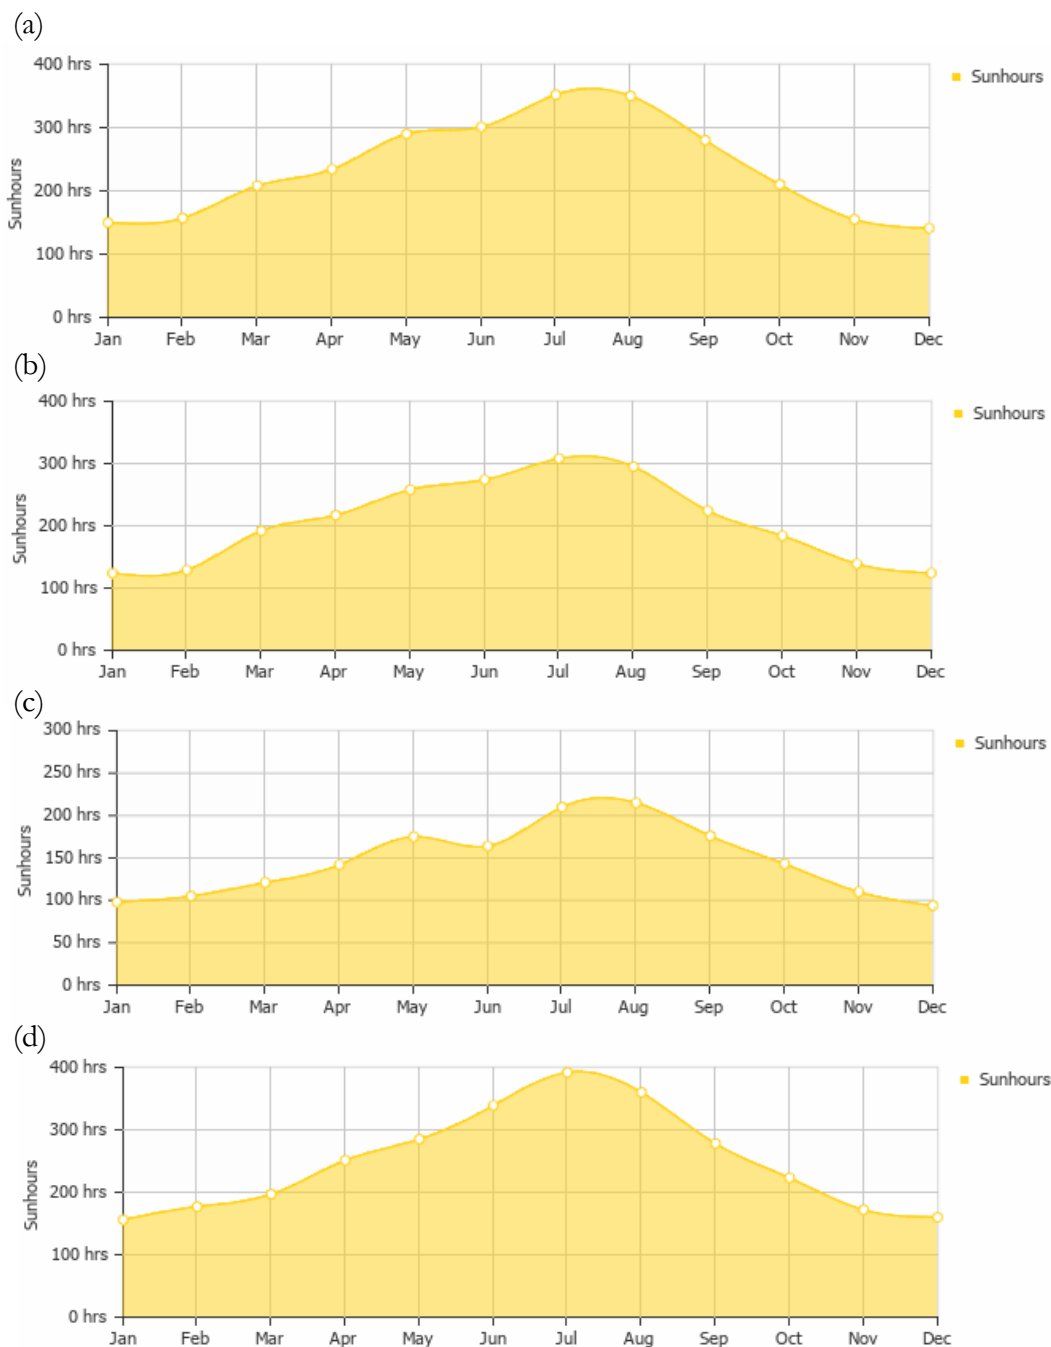 (a)
400 hrs
Sunhours
300 hrs
200 hrs
100 hrs
0 hrs
Sunhours
Jan Feb Mar Apr May Jun Jul Aug Sep Oct Nov Dec
(b)
400 hrs
Sunhours
300 hrs
200 hrs
100 hrs
0 hrs
Sunhours
Jan Feb Mar Apr May Jun Jul Aug Sep Oct Nov Dec
(c)
300 hrs
Sunhours
250 hrs
200 hrs
150 hrs
100 hrs
50 hrs
0 hrs
Sunhours
Jan Feb Mar Apr May Jun Jul Aug Sep Oct Nov Dec
(d)
400 hrs
Sunhours
300 hrs
200 hrs
100 hrs
0 hrs
Sunhours
Jan Feb Mar Apr May Jun Jul Aug Sep Oct Nov Dec